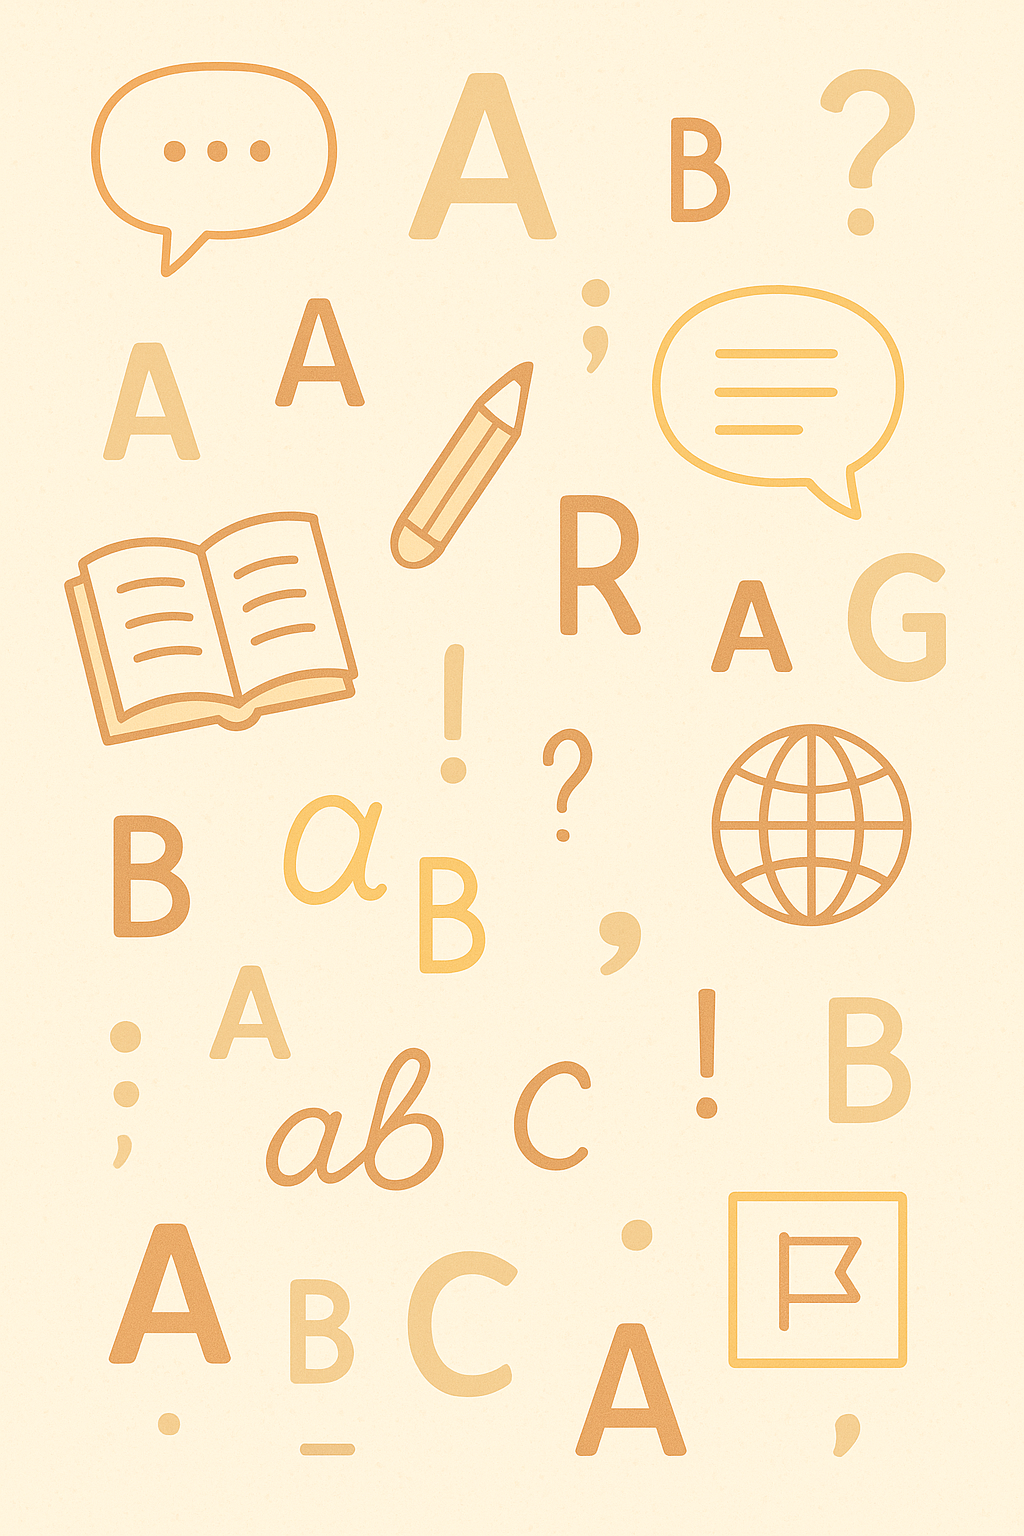 A B ?
A A ;
R A G
! ?
B a B ,
A ! B
: ,
ab C
A B C .
A
. - ,